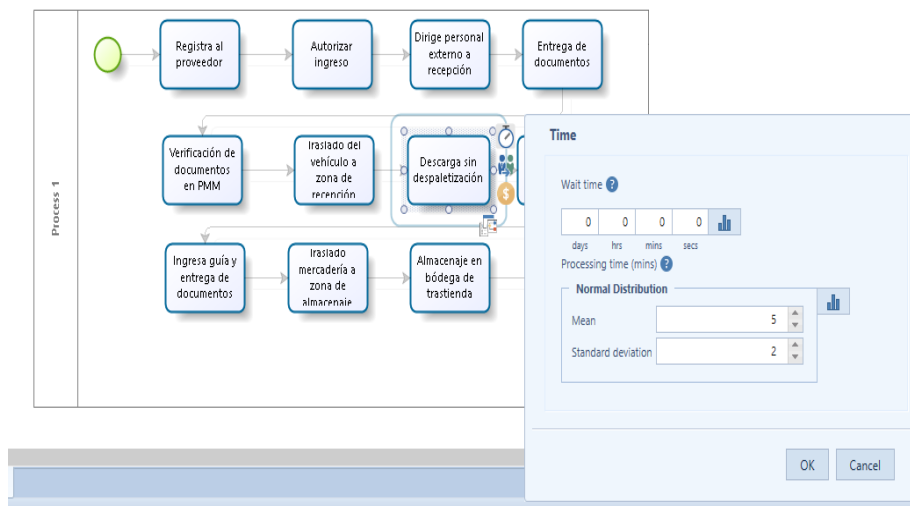 Process 1
Registra al
proveedor
Autorizar
ingreso
Dirige personal
externo a
recepción
Entrega de
documentos
Verificación de
documentos
en PMM
Traslado del
vehículo a
zona de
recepción
Descarga sin
despaletización
$
Ingresa guía y
entrega de
documentos
Traslado
mercadería a
zona de
almacenaje
Almacenaje en
bódega de
trastienda
Time
Wait time ?
0 0 0 0
days hrs mins secs
Processing time (mins) ?
Normal Distribution
Mean 5
Standard deviation 2
OK Cancel